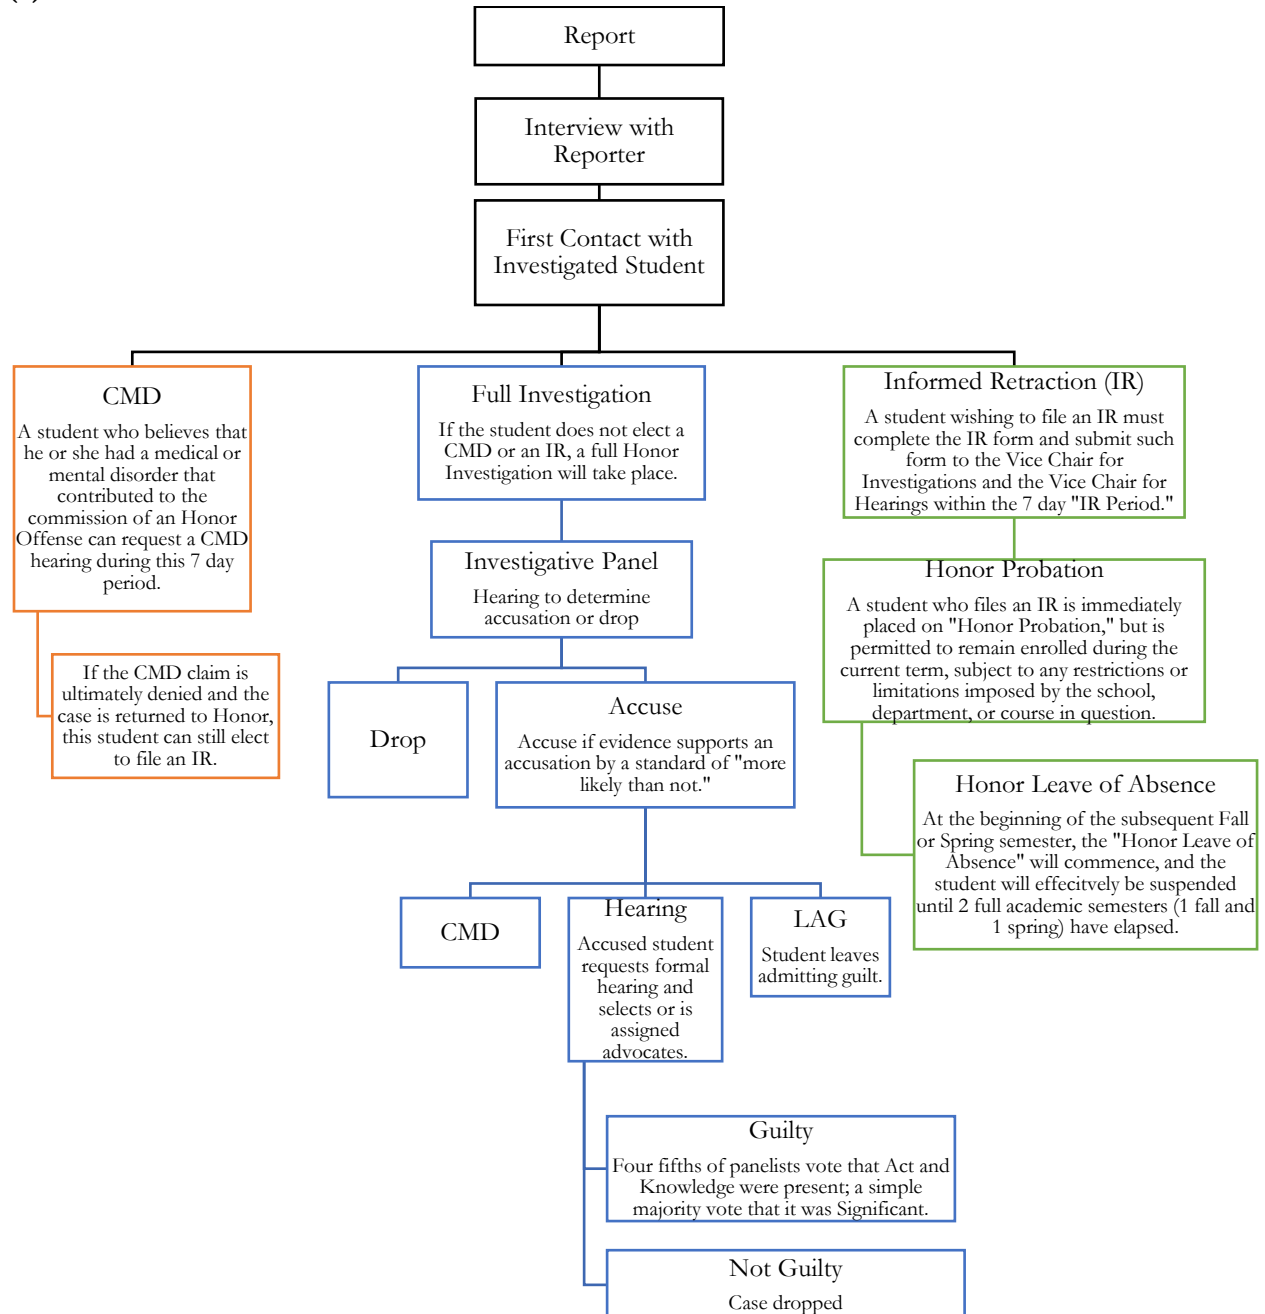 Report
Interview with
Reporter
First Contact with
Investigated Student
CMD
A student who believes that
he or she had a medical or
mental disorder that
contributed to the
commission of an Honor
Offense can request a CMD
hearing during this 7 day
period.
If the CMD claim is
ultimately denied and the
case is returned to Honor,
this student can still elect
to file an IR.
Full Investigation
If the student does not elect a
CMD or an IR, a full Honor
Investigation will take place.
Investigative Panel
Hearing to determine
accusation or drop
Drop
Accuse
Accuse if evidence supports an
accusation by a standard of "more
likely than not."
CMD
Hearing
Accused student
requests formal
hearing and
selects or is
assigned
advocates.
LAG
Student leaves
admitting guilt.
Guilty
Four fifths of panelists vote that Act and
Knowledge were present; a simple
majority vote that it was Significant.
Not Guilty
Case dropped
Informed Retraction (IR)
A student wishing to file an IR must
complete the IR form and submit such
form to the Vice Chair for
Investigations and the Vice Chair for
Hearings within the 7 day "IR Period."
Honor Probation
A student who files an IR is immediately
placed on "Honor Probation," but is
permitted to remain enrolled during the
current term, subject to any restrictions or
limitations imposed by the school,
department, or course in question.
Honor Leave of Absence
At the beginning of the subsequent Fall
or Spring semester, the "Honor Leave of
Absence" will commence, and the
student will effecitvely be suspended
until 2 full academic semesters (1 fall and
1 spring) have elapsed.